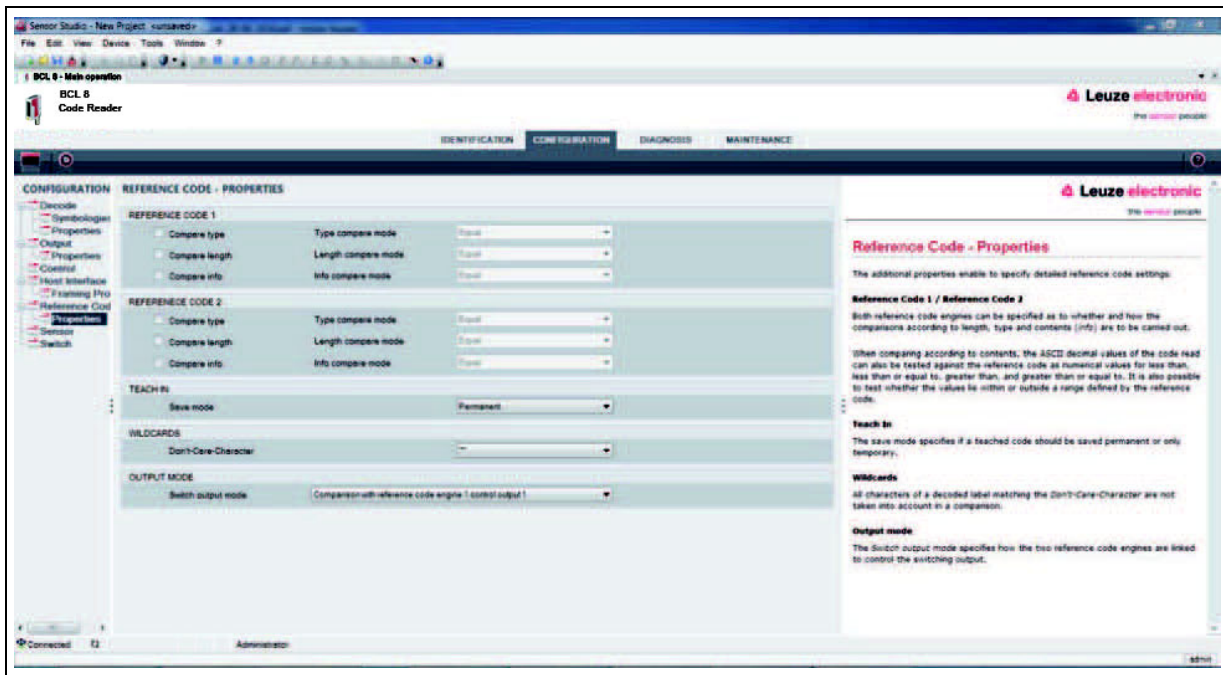 Sensor Studio - New Project <unsaved>
File Edit View Device Tools Window ?
BCL 8 - Main operation
BCL 8
Code Reader
Leuze electronic
the sensor people
IDENTIFICATION CONFIGURATION DIAGNOSIS MAINTENANCE
CONFIGURATION
Decode
Symbologies
Properties
Output
Properties
Control
Host Interface
Framing Pro
Reference Cod
Properties
Sensor
Switch
REFERENCE CODE - PROPERTIES
REFERENCE CODE 1
Compare type Type compare mode Equal
Compare length Length compare mode Equal
Compare info Info compare mode Equal
REFERENECE CODE 2
Compare type Type compare mode Equal
Compare length Length compare mode Equal
Compare info Info compare mode Equal
TEACH IN
Save mode Permanent
WILDCARDS
Don't-Care-Character
OUTPUT MODE
Switch output mode Comparison with reference code engine 1 control output 1
Leuze electronic
the sensor people
Reference Code - Properties
The additional properties enable to specify detailed reference code settings.
Reference Code 1 / Reference Code 2
Both reference code engines can be specified as to whether and how the
comparisons according to length, type and contents (info) are to be carried out.
When comparing according to contents, the ASCII decimal values of the code read
can also be tested against the reference code as numerical values for less than,
less than or equal to, greater than, and greater than or equal to. It is also possible
to test whether the values lie within or outside a range defined by the reference
code.
Teach In
The save mode specifies if a teached code should be saved permanent or only
temporary.
Wildcards
All characters of a decoded label matching the Don't-Care-Character are not
taken into account in a comparison.
Output mode
The Switch output mode specifies how the two reference code engines are linked
to control the switching output.
Connected Administrator
admin